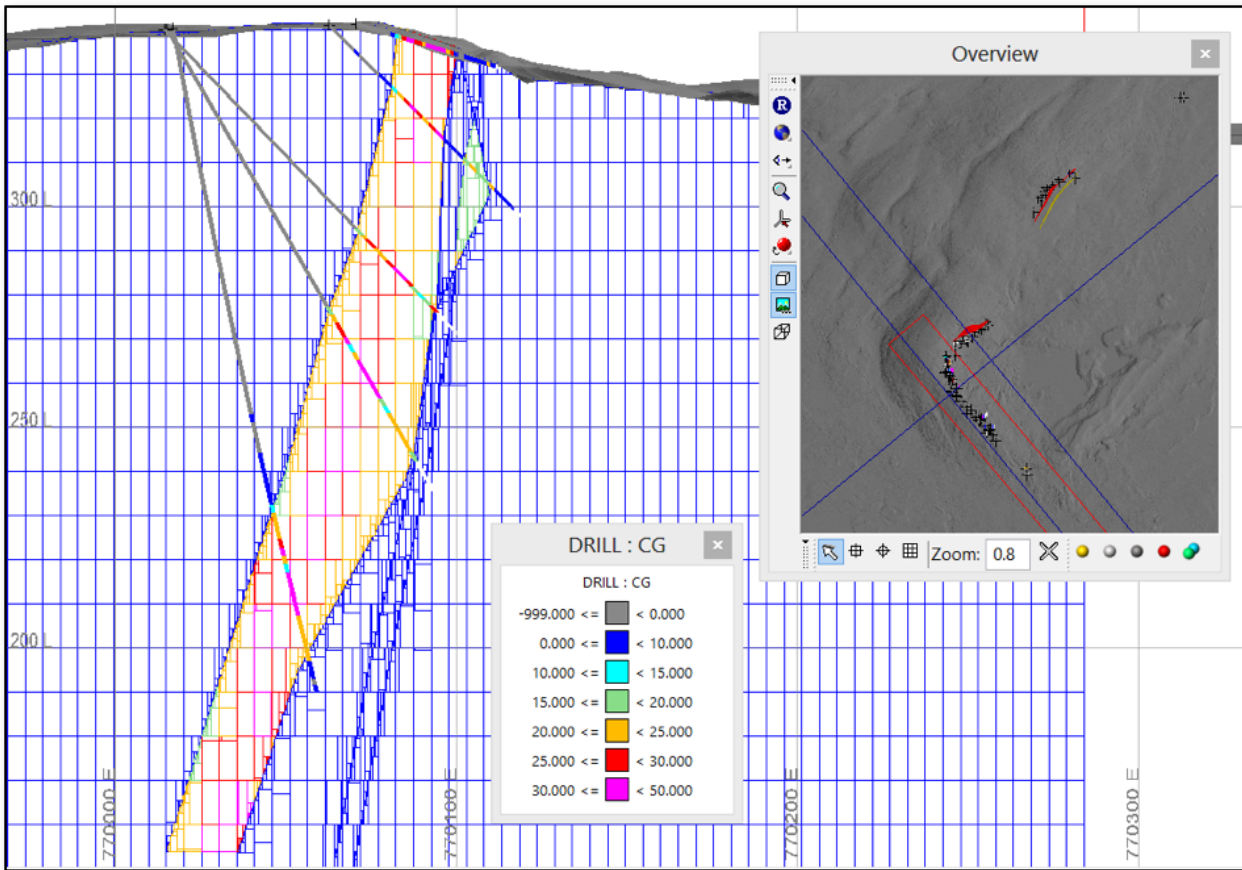 Overview
×
R
300 L
250 L
200 L
Zoom: 0.8
DRILL : CG
×
DRILL : CG
-999.000 <= < 0.000
0.000 <= < 10.000
10.000 <= < 15.000
15.000 <= < 20.000
20.000 <= < 25.000
25.000 <= < 30.000
30.000 <= < 50.000
770000 E
770100 E
770200 E
770300 E